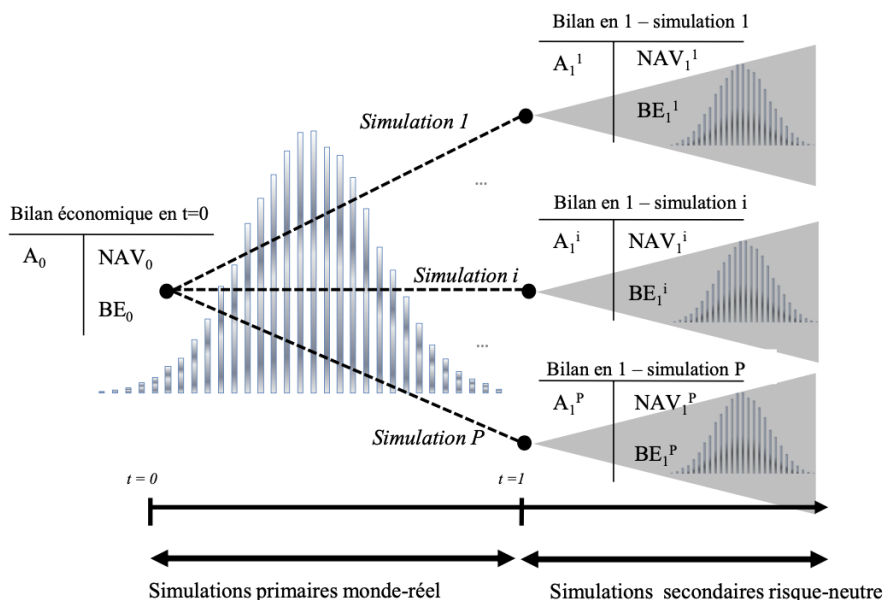 Bilan en 1 – simulation 1
A₁¹ NAV₁¹
BE₁¹
Simulation 1
...
Bilan économique en t=0
A₀ NAV₀
BE₀
Bilan en 1 – simulation i
A₁ⁱ NAV₁ⁱ
BE₁ⁱ
Simulation i
...
Bilan en 1 – simulation P
A₁ᴾ NAV₁ᴾ
BE₁ᴾ
Simulation P
t = 0 t=1
Simulations primaires monde-réel
Simulations secondaires risque-neutre